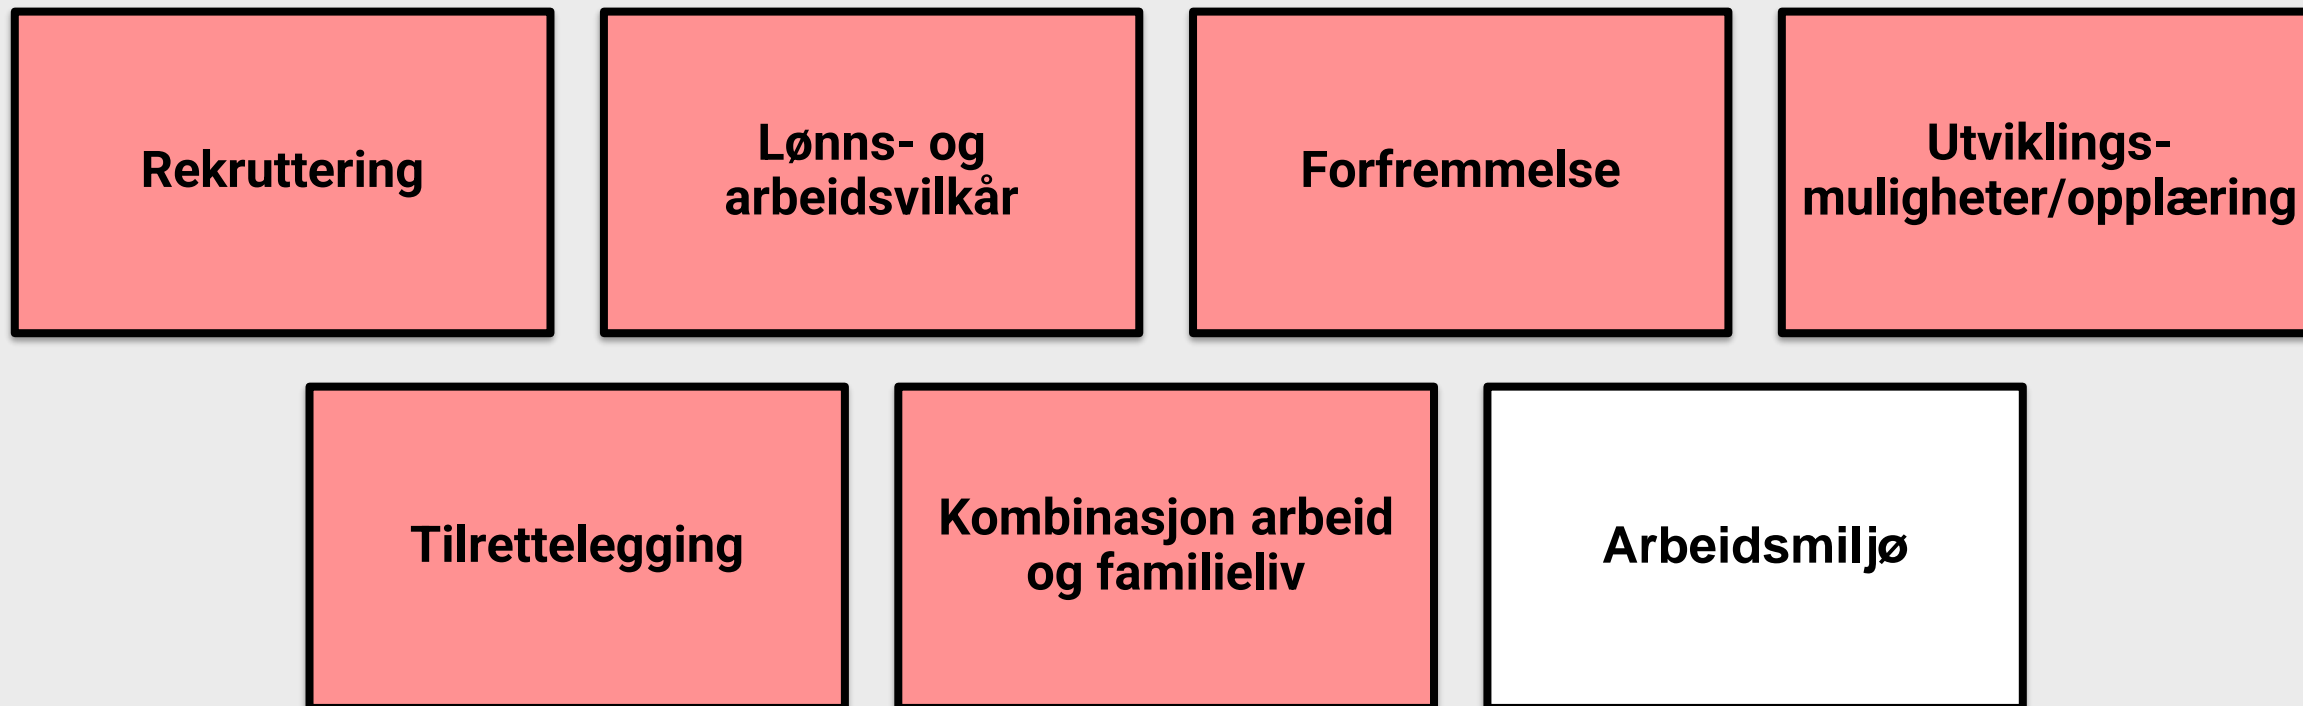 Rekruttering
Lønns- og
arbeidsvilkår
Forfremmelse
Utviklings-
muligheter/opplæring
Tilrettelegging
Kombinasjon arbeid
og familieliv
Arbeidsmiljø